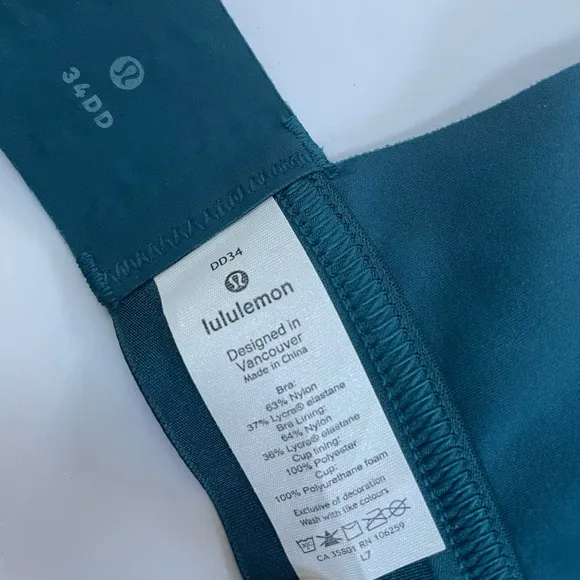 34DD
DD34
lululemon
Designed in
Vancouver
Made in China
Bra:
63% Nylon
37% Lycra® elastane
Bra Lining:
64% Nylon
36% Lycra® elastane
Cup lining:
100% Polyester
Cup:
100% Polyurethane foam
Exclusive of decoration
Wash with like colours
CA 35801 RN 106259
L7